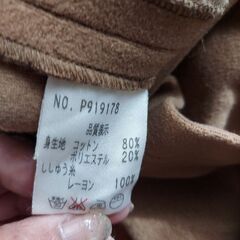 NO. P919178
品質表示
身生地 コットン 80%
ポリエステル 20%
ししゅう糸
レーヨン 100%